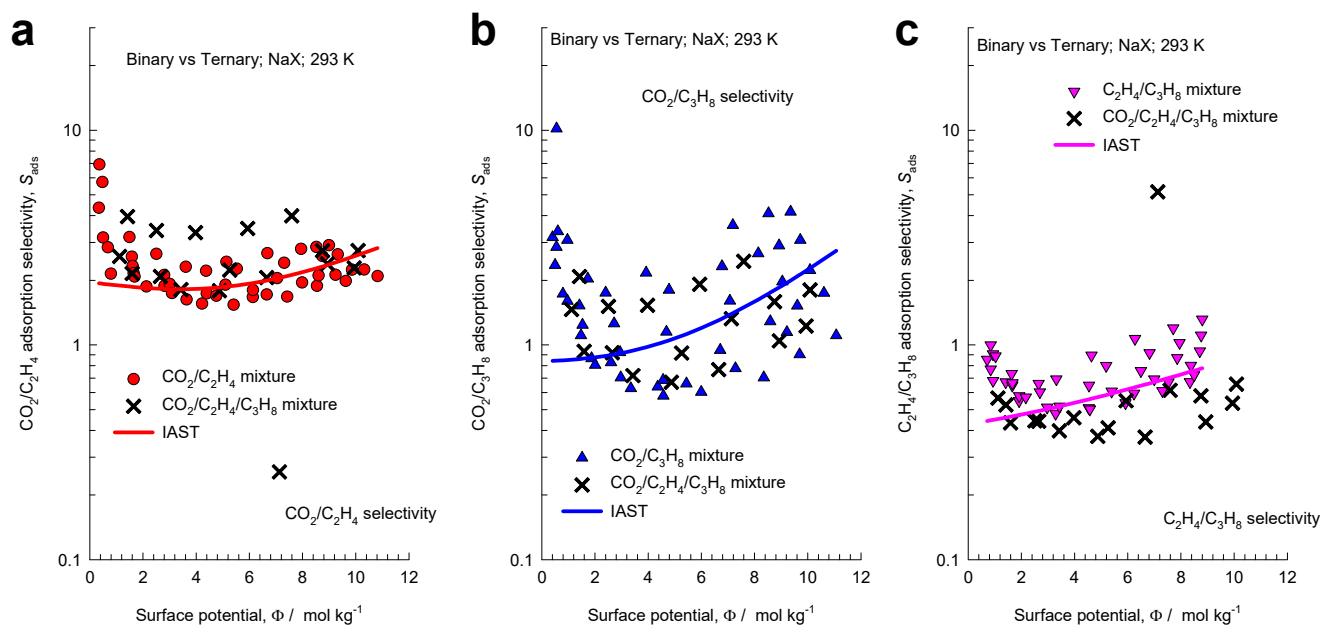 a
Binary vs Ternary; NaX; 293 K
10
1
0.1
CO₂/C₂H₄ adsorption selectivity, S_ads
CO₂/C₂H₄ mixture
CO₂/C₂H₄/C₃H₈ mixture
IAST
CO₂/C₂H₄ selectivity
0 2 4 6 8 10 12
Surface potential, Φ / mol kg⁻¹
b
Binary vs Ternary; NaX; 293 K
CO₂/C₃H₈ selectivity
10
1
0.1
CO₂/C₃H₈ adsorption selectivity, S_ads
CO₂/C₃H₈ mixture
CO₂/C₂H₄/C₃H₈ mixture
IAST
0 2 4 6 8 10 12
Surface potential, Φ / mol kg⁻¹
c
Binary vs Ternary; NaX; 293 K
C₂H₄/C₃H₈ mixture
CO₂/C₂H₄/C₃H₈ mixture
IAST
10
1
0.1
C₂H₄/C₃H₈ adsorption selectivity, S_ads
C₂H₄/C₃H₈ selectivity
0 2 4 6 8 10 12
Surface potential, Φ / mol kg⁻¹